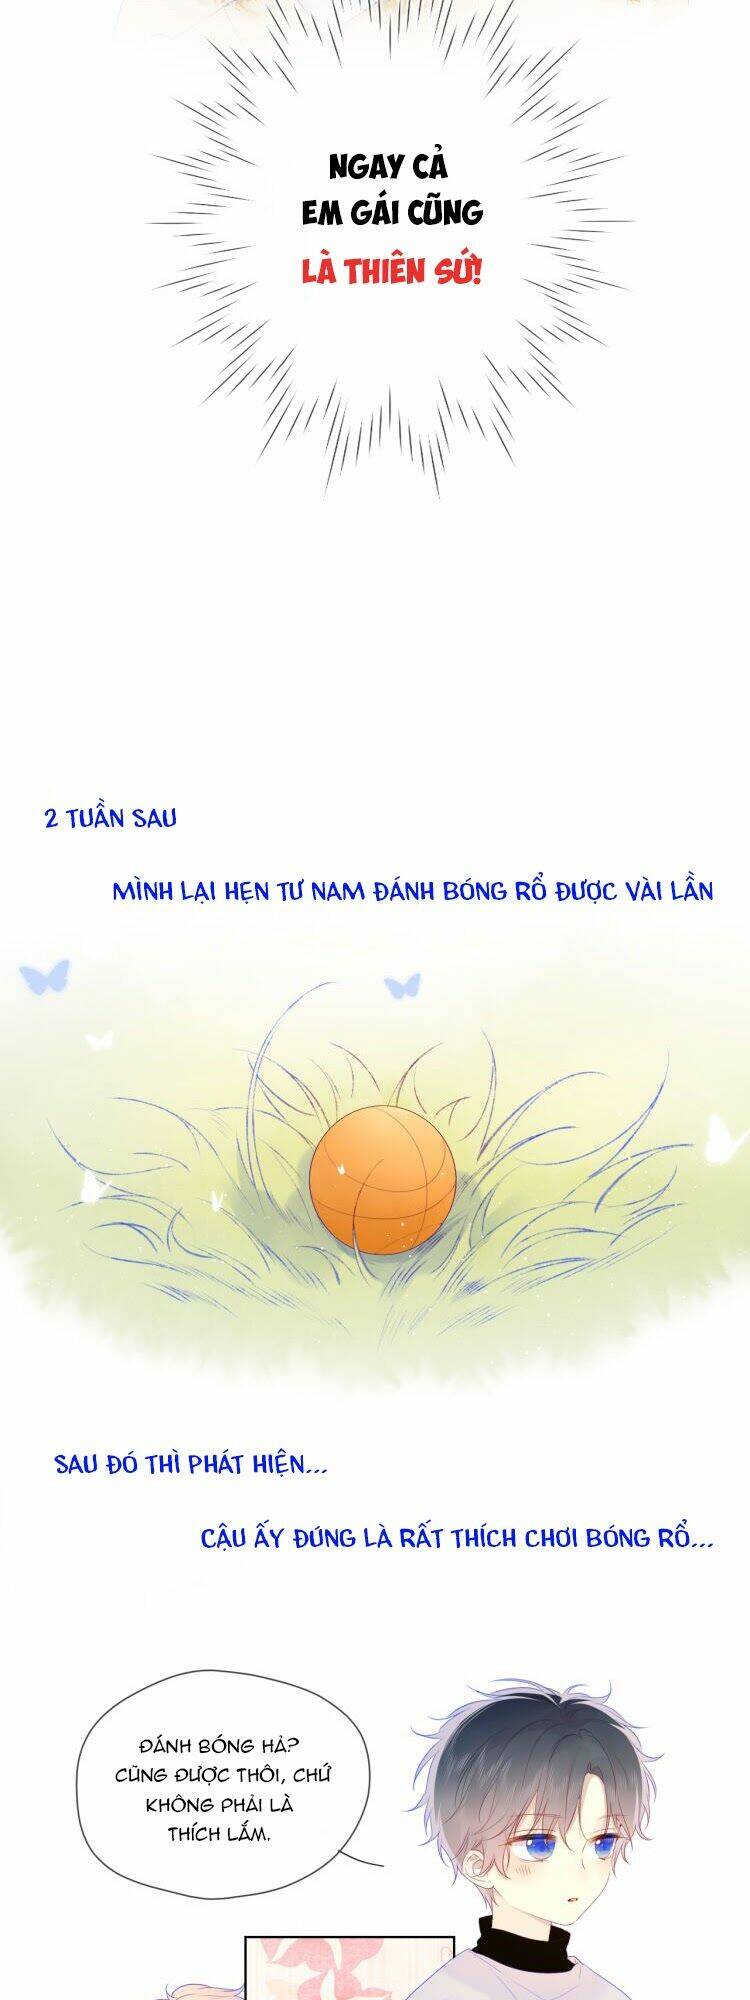 NGAY CẢ
EM GÁI CŨNG
LÀ THIÊN SỨ!
2 TUẦN SAU
MÌNH LẠI HẸN TƯ NAM ĐÁNH BÓNG RỔ ĐƯỢC VÀI LẦN
SAU ĐÓ THÌ PHÁT HIỆN...
CẬU ẤY ĐÚNG LÀ RẤT THÍCH CHƠI BÓNG RỔ...
ĐÁNH BÓNG HẢ?
CŨNG ĐƯỢC THÔI, CHỨ
KHÔNG PHẢI LÀ
THÍCH LẮM.